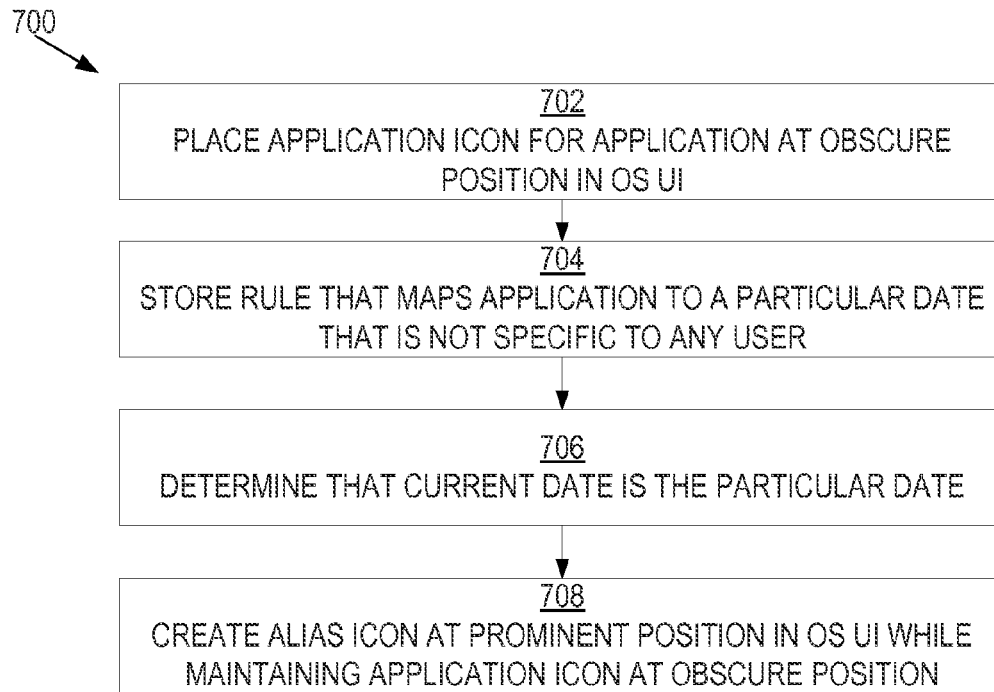 700
702
PLACE APPLICATION ICON FOR APPLICATION AT OBSCURE
POSITION IN OS UI
704
STORE RULE THAT MAPS APPLICATION TO A PARTICULAR DATE
THAT IS NOT SPECIFIC TO ANY USER
706
DETERMINE THAT CURRENT DATE IS THE PARTICULAR DATE
708
CREATE ALIAS ICON AT PROMINENT POSITION IN OS UI WHILE
MAINTAINING APPLICATION ICON AT OBSCURE POSITION